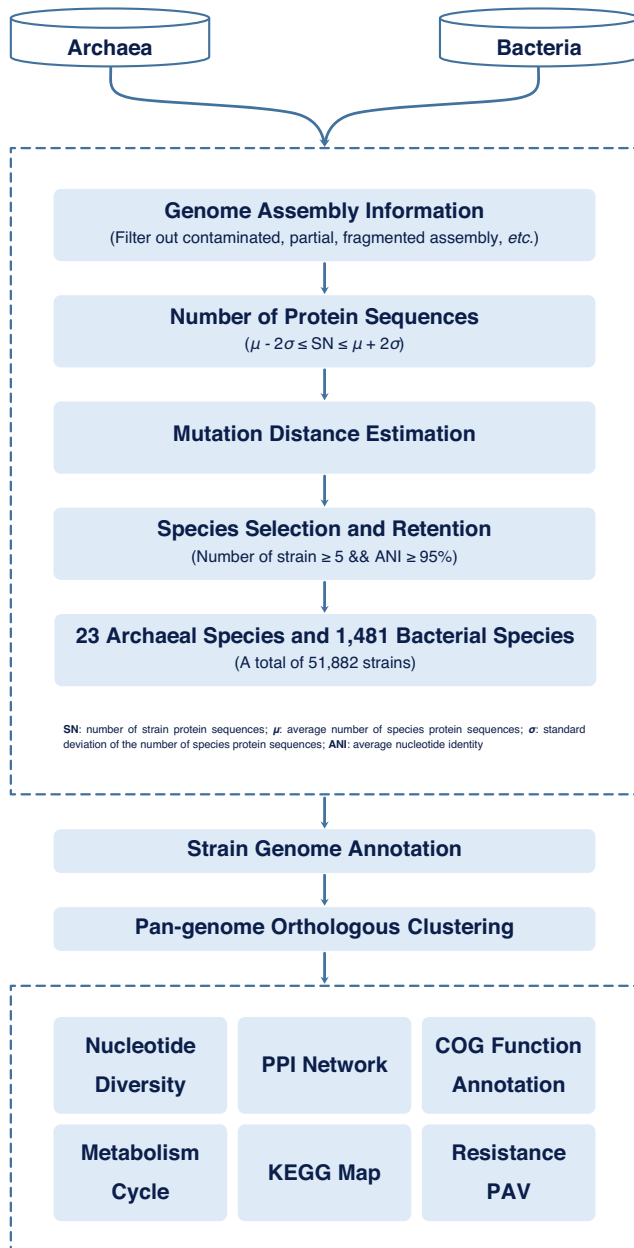 Archaea
Bacteria
Genome Assembly Information
(Filter out contaminated, partial, fragmented assembly, etc.)
Number of Protein Sequences
(μ - 2σ ≤ SN ≤ μ + 2σ)
Mutation Distance Estimation
Species Selection and Retention
(Number of strain ≥ 5 && ANI ≥ 95%)
23 Archaeal Species and 1,481 Bacterial Species
(A total of 51,882 strains)
SN: number of strain protein sequences; μ: average number of species protein sequences; σ: standard
deviation of the number of species protein sequences; ANI: average nucleotide identity
Strain Genome Annotation
Pan-genome Orthologous Clustering
Nucleotide
Diversity
PPI Network
COG Function
Annotation
Metabolism
Cycle
KEGG Map
Resistance
PAV